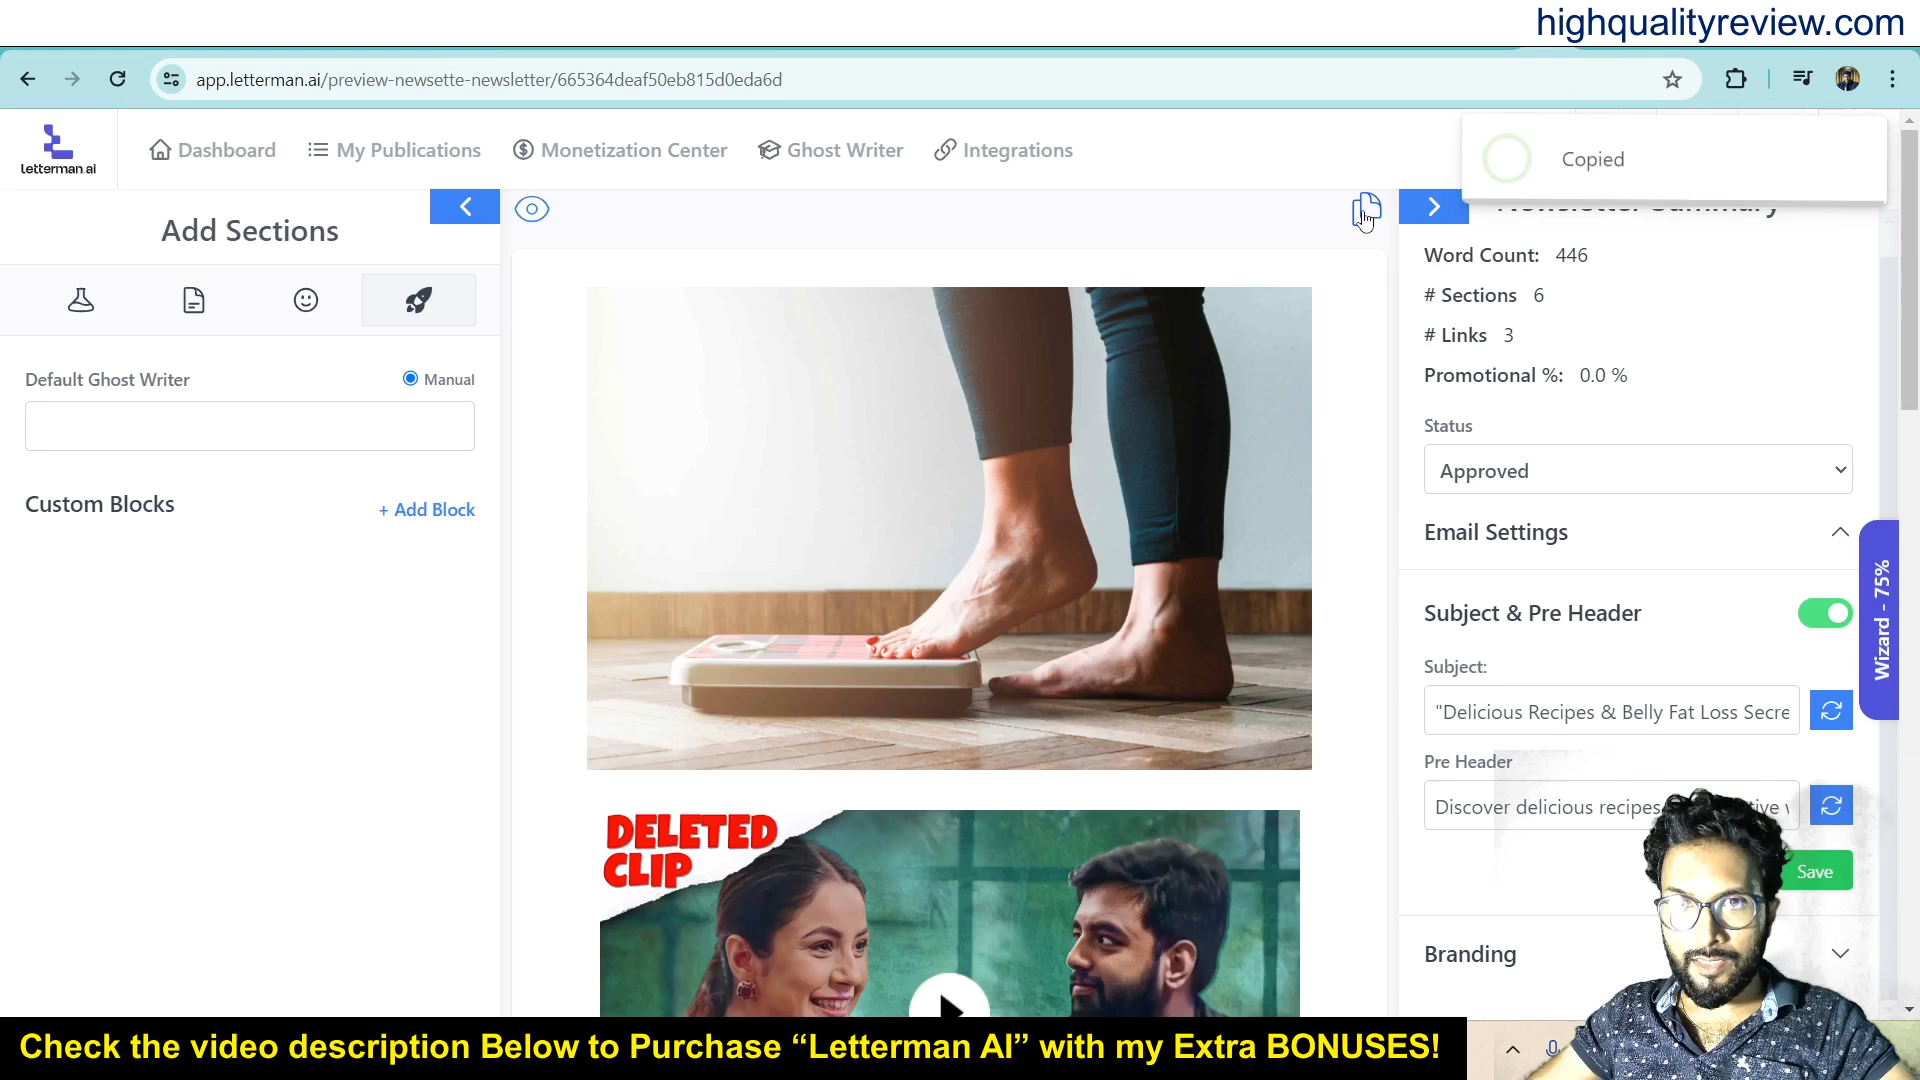 highqualityreview.com
app.letterman.ai/preview-newsette-newsletter/665364deaf50eb815d0eda6d
Letterman.ai
Dashboard
My Publications
Monetization Center
Ghost Writer
Integrations
Copied
Add Sections
Default Ghost Writer
Manual
Custom Blocks
+ Add Block
DELETED
CLIP
Newsletter Summary
Word Count: 446
# Sections 6
# Links 3
Promotional %: 0.0 %
Status
Approved
Email Settings
Subject & Pre Header
Subject:
"Delicious Recipes & Belly Fat Loss Secre
Pre Header
Discover delicious recipes
Save
Branding
Wizard - 75%
Check the video description Below to Purchase “Letterman AI” with my Extra BONUSES!